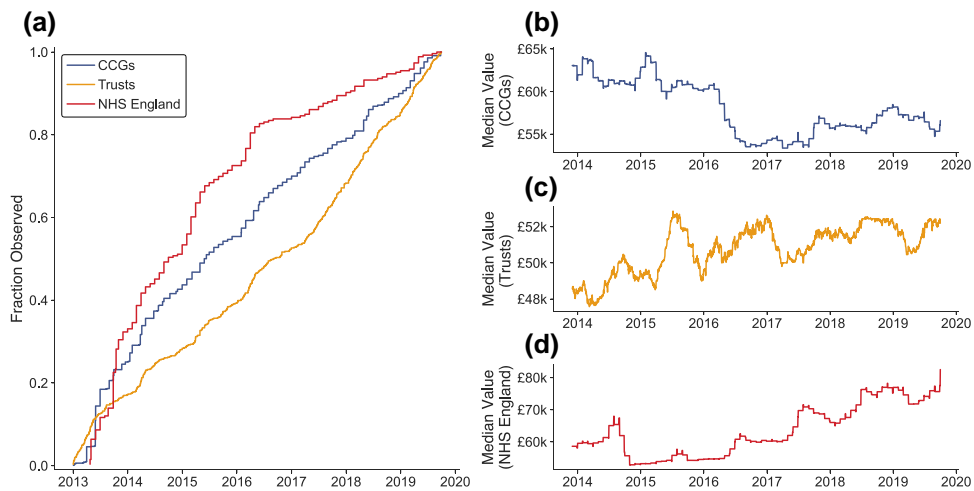 (a)
CCGs
Trusts
NHS England
Fraction Observed
1.0
0.8
0.6
0.4
0.2
0.0
2013 2014 2015 2016 2017 2018 2019 2020
(b)
Median Value
(CCGs)
£65k
£60k
£55k
2014 2015 2016 2017 2018 2019 2020
(c)
Median Value
(Trusts)
£52k
£50k
£48k
2014 2015 2016 2017 2018 2019 2020
(d)
Median Value
(NHS England)
£80k
£70k
£60k
2014 2015 2016 2017 2018 2019 2020